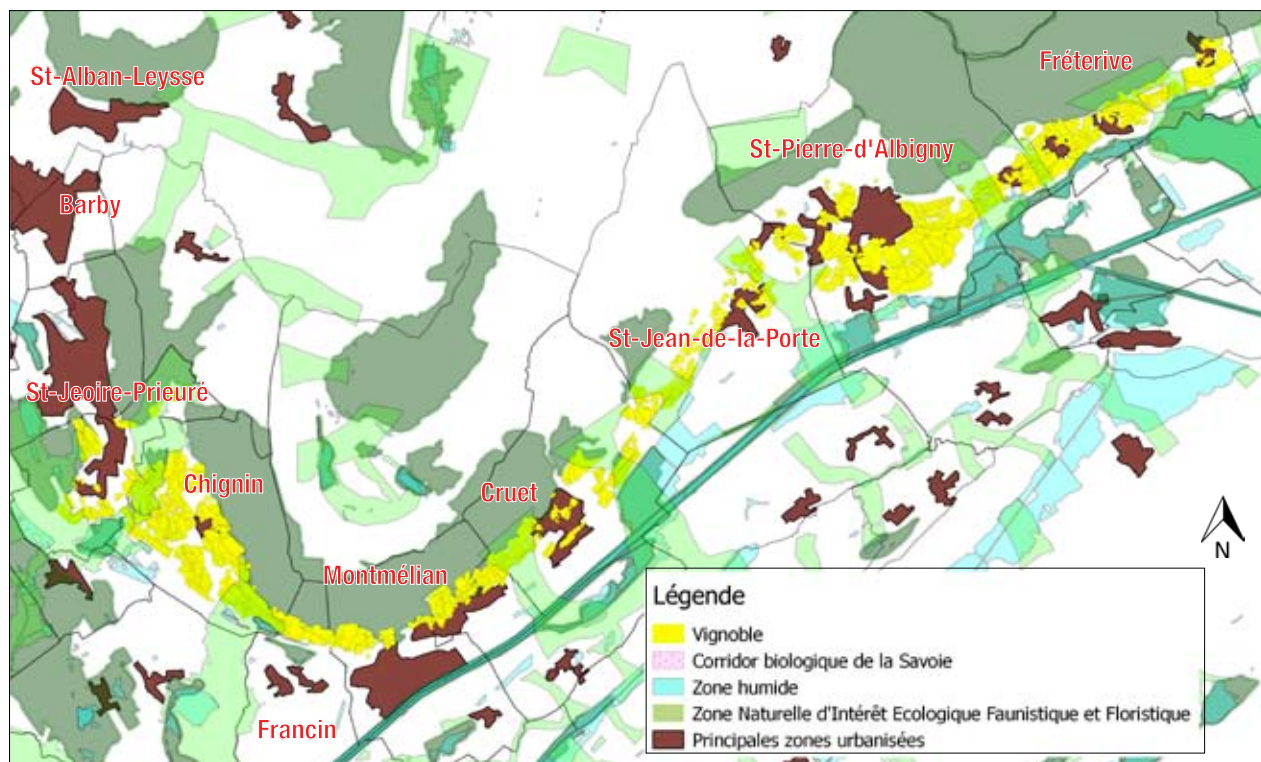 Fréterive
St-Alban-Leysse
St-Pierre-d'Albigny
Barby
St-Jean-de-la-Porte
St-Jeoire-Prieuré
Chignin
Cruet
Montmélian
Francin
N
Légende
Vignoble
Corridor biologique de la Savoie
Zone humide
Zone Naturelle d'Intérêt Ecologique Faunistique et Floristique
Principales zones urbanisées